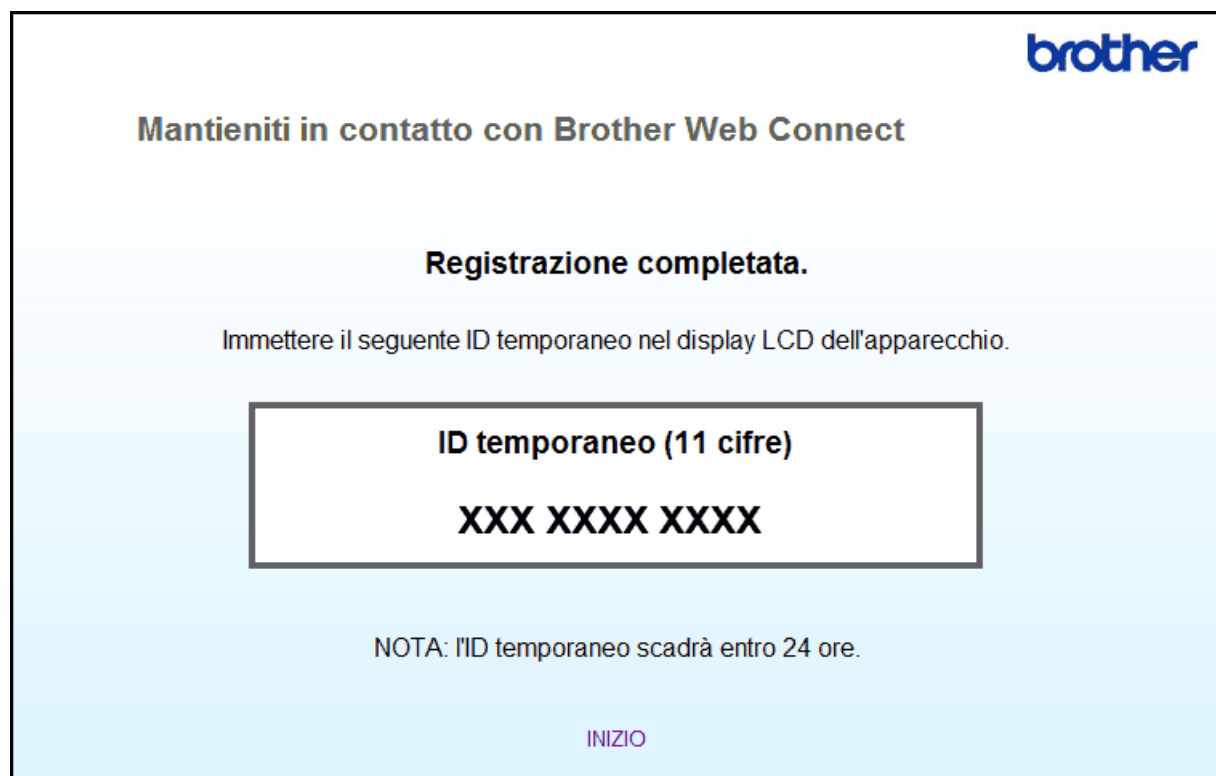 brother
Mantieniti in contatto con Brother Web Connect
Registrazione completata.
Immettere il seguente ID temporaneo nel display LCD dell'apparecchio.
ID temporaneo (11 cifre)
XXX XXXX XXXX
NOTA: l'ID temporaneo scadrà entro 24 ore.
INIZIO